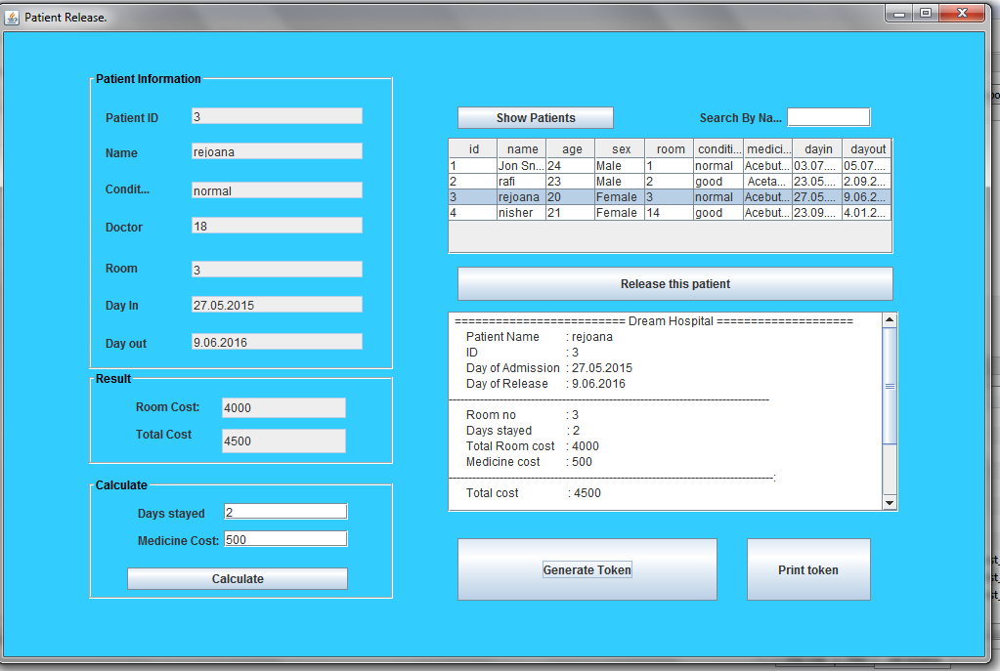 Patient Release.
Patient Information
Patient ID 3
Name rejoana
Condit... normal
Doctor 18
Room 3
Day In 27.05.2015
Day out 9.06.2016
Result
Room Cost: 4000
Total Cost 4500
Calculate
Days stayed 2
Medicine Cost: 500
Calculate
Show Patients Search By Na...
id name age sex room conditi... medici... dayin dayout
1 Jon Sn... 24 Male 1 normal Acebut... 03.07.... 05.07....
2 rafi 23 Male 2 good Aceta... 23.05.... 2.09.2...
3 rejoana 20 Female 3 normal Acebut... 27.05.... 9.06.2...
4 nisher 21 Female 14 good Acebut... 23.09.... 4.01.2...
Release this patient
========================= Dream Hospital ====================
Patient Name : rejoana
ID : 3
Day of Admission : 27.05.2015
Day of Release : 9.06.2016
Room no : 3
Days stayed : 2
Total Room cost : 4000
Medicine cost : 500
:
Total cost : 4500
Generate Token Print token